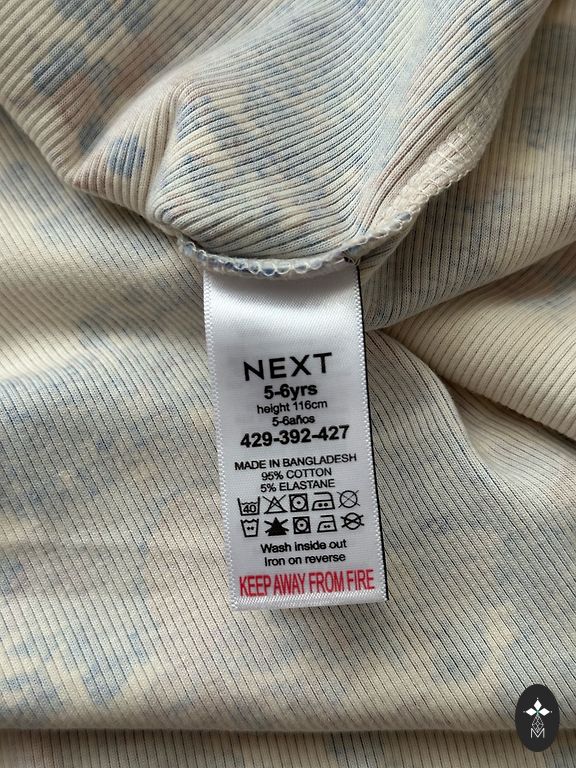 NEXT
5-6yrs
height 116cm
5-6años
429-392-427
MADE IN BANGLADESH
95% COTTON
5% ELASTANE
40
Wash inside out
Iron on reverse
KEEP AWAY FROM FIRE
M